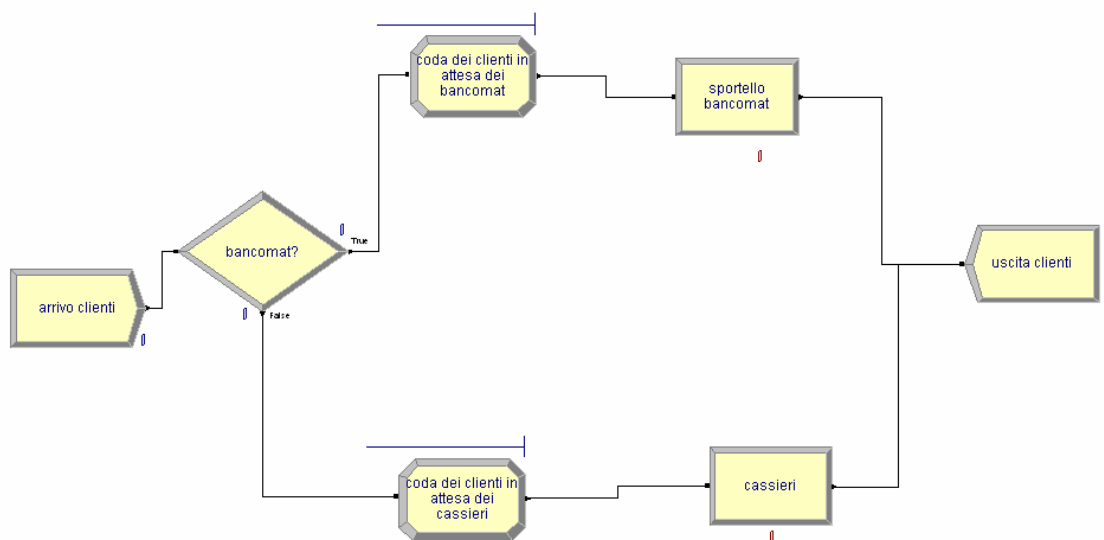 coda dei clienti in
attesa dei
bancomat
sportello
bancomat
True
bancomat?
arrivo clienti
False
uscita clienti
coda dei clienti in
attesa dei
cassieri
cassieri